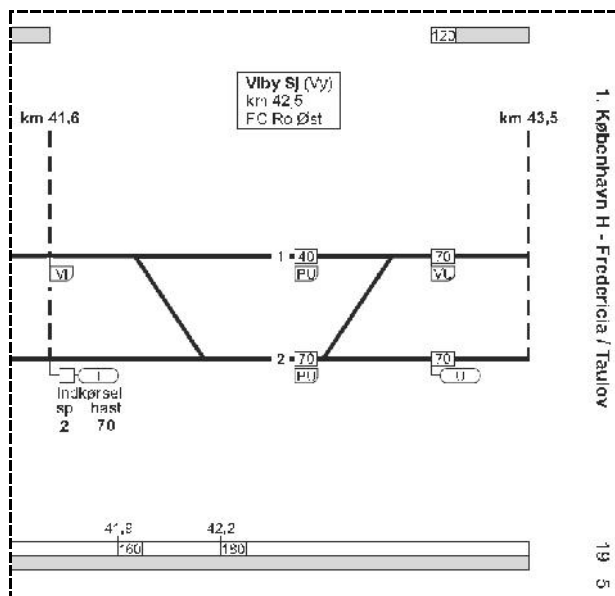 120
Viby Sj (Vy)
km 42,5
FC Ro Øst
km 41,6
km 43,5
1. København H - Fredericia / Taulov
1 40 70
VI PU VU
2 70 70
I PU U
Indkørsel
sp hast
2 70
41,9 42,2
160 180
19 5